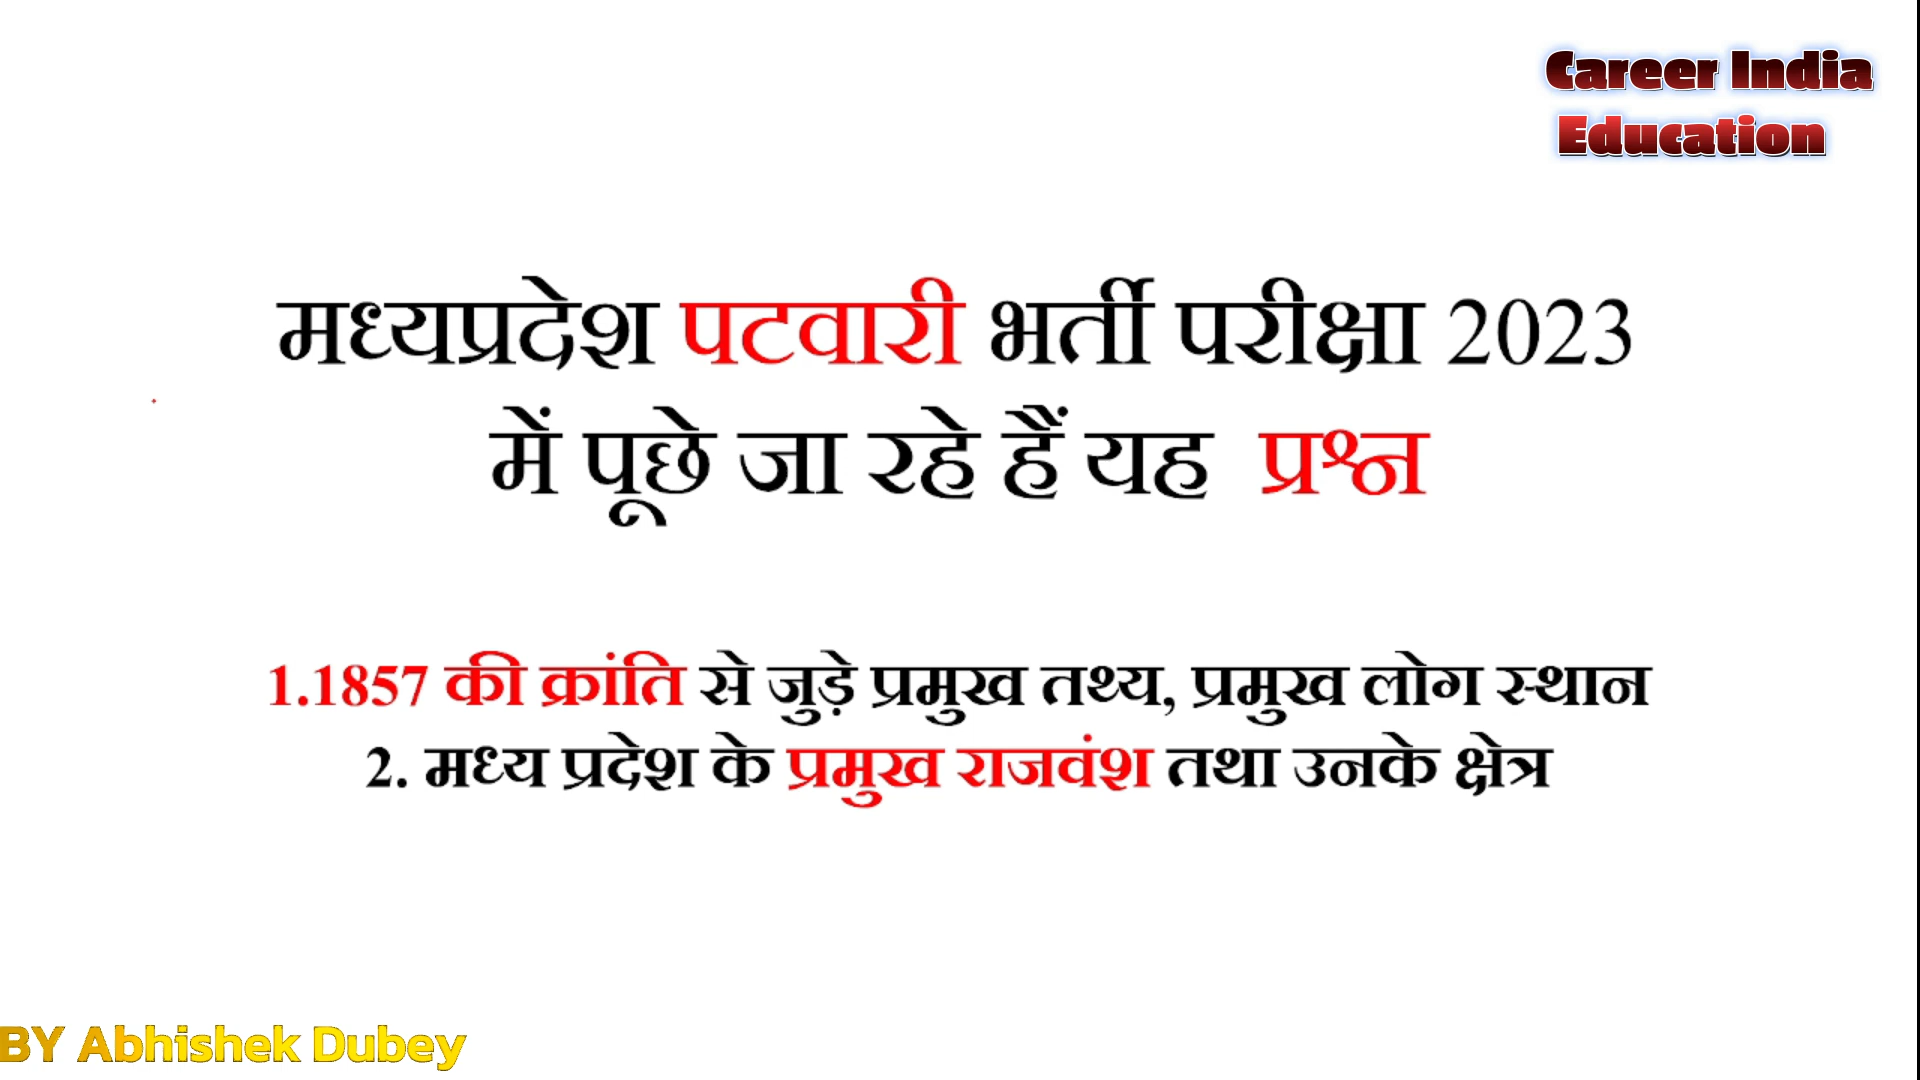 Career India
Education
मध्यप्रदेश पटवारी भर्ती परीक्षा 2023
में पूछे जा रहे हैं यह प्रश्न
1.1857 की क्रांति से जुड़े प्रमुख तथ्य, प्रमुख लोग स्थान
2. मध्य प्रदेश के प्रमुख राजवंश तथा उनके क्षेत्र
BY Abhishek Dubey